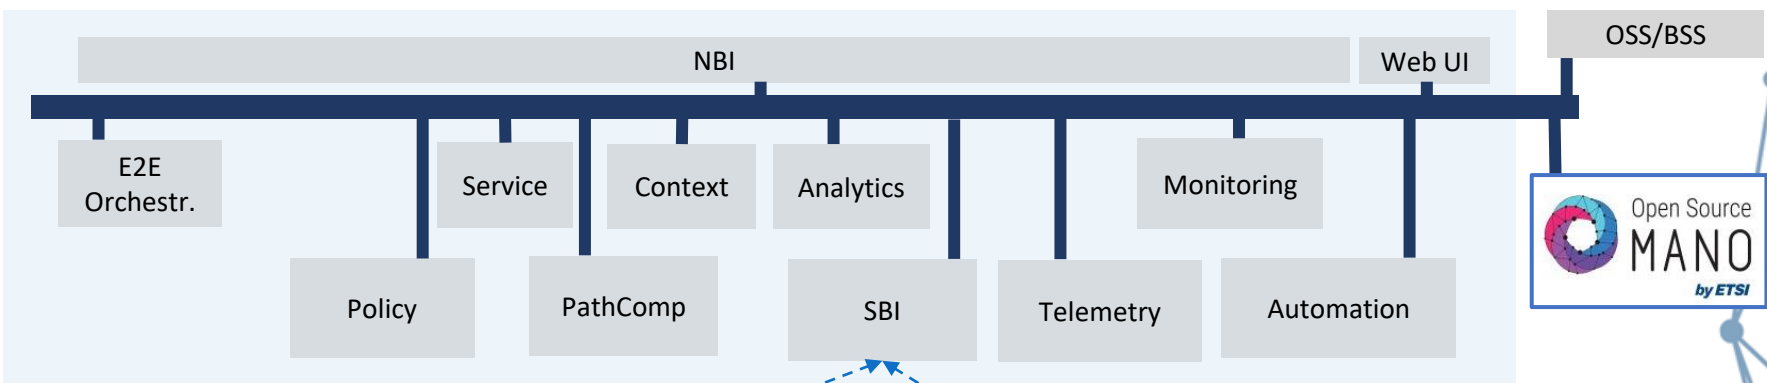 NBI
Web UI
OSS/BSS
E2E
Orchestr.
Service
Context
Analytics
Monitoring
Open Source
MANO
by ETSI
Policy
PathComp
SBI
Telemetry
Automation